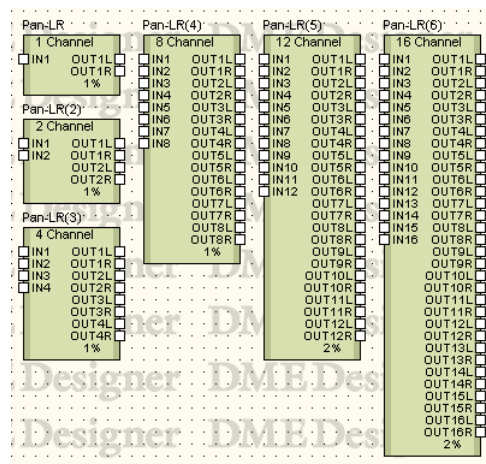 Pan-LR
1 Channel
IN1 OUT1L
OUT1R
1%
Pan-LR(2)
2 Channel
IN1 OUT1L
IN2 OUT1R
OUT2L
OUT2R
1%
Pan-LR(3)
4 Channel
IN1 OUT1L
IN2 OUT1R
IN3 OUT2L
IN4 OUT2R
OUT3L
OUT3R
OUT4L
OUT4R
1%
Pan-LR(4)
8 Channel
IN1 OUT1L
IN2 OUT1R
IN3 OUT2L
IN4 OUT2R
IN5 OUT3L
IN6 OUT3R
IN7 OUT4L
IN8 OUT4R
OUT5L
OUT5R
OUT6L
OUT6R
OUT7L
OUT7R
OUT8L
OUT8R
1%
Pan-LR(5)
12 Channel
IN1 OUT1L
IN2 OUT1R
IN3 OUT2L
IN4 OUT2R
IN5 OUT3L
IN6 OUT3R
IN7 OUT4L
IN8 OUT4R
IN9 OUT5L
IN10 OUT5R
IN11 OUT6L
IN12 OUT6R
OUT7L
OUT7R
OUT8L
OUT8R
OUT9L
OUT9R
OUT10L
OUT10R
OUT11L
OUT11R
OUT12L
OUT12R
2%
Pan-LR(6)
16 Channel
IN1 OUT1L
IN2 OUT1R
IN3 OUT2L
IN4 OUT2R
IN5 OUT3L
IN6 OUT3R
IN7 OUT4L
IN8 OUT4R
IN9 OUT5L
IN10 OUT5R
IN11 OUT6L
IN12 OUT6R
IN13 OUT7L
IN14 OUT7R
IN15 OUT8L
IN16 OUT8R
OUT9L
OUT9R
OUT10L
OUT10R
OUT11L
OUT11R
OUT12L
OUT12R
OUT13L
OUT13R
OUT14L
OUT14R
OUT15L
OUT15R
OUT16L
OUT16R
2%
Designer DME Des
Designer DME Des